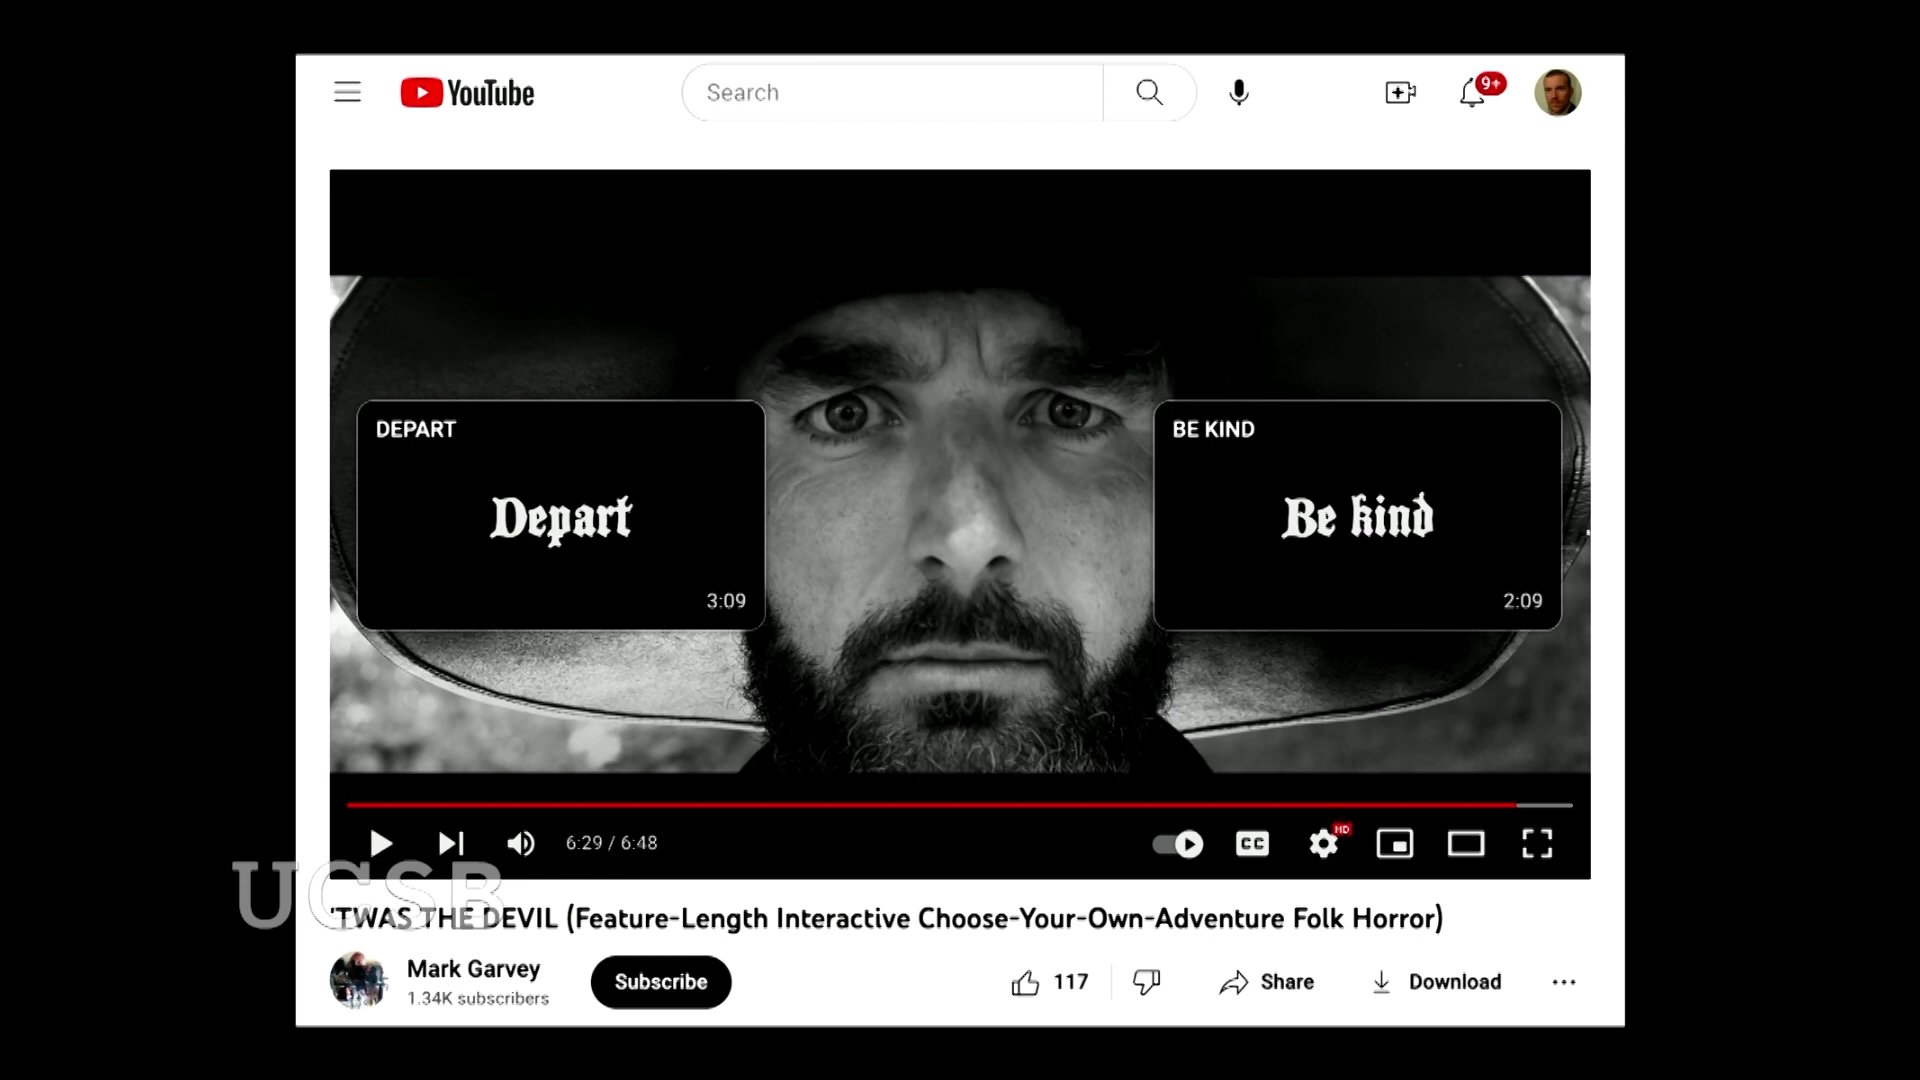 YouTube
Search
9+
DEPART
Depart
3:09
BE KIND
Be kind
2:09
HD
CC
6:29 / 6:48
UCSB
'TWAS THE DEVIL (Feature-Length Interactive Choose-Your-Own-Adventure Folk Horror)
Mark Garvey
1.34K subscribers
Subscribe
117
Share
Download